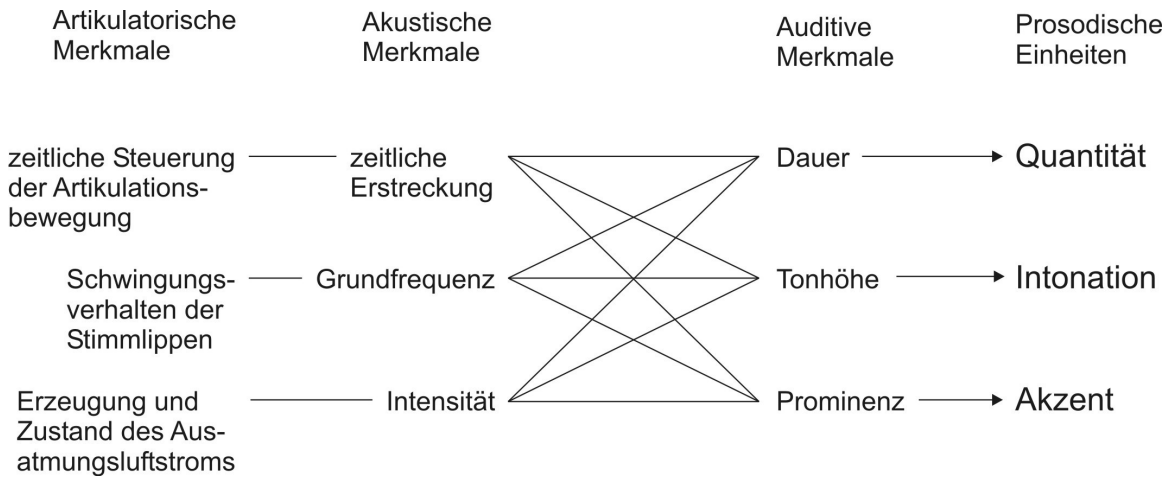 Artikulatorische
Merkmale
Akustische
Merkmale
Auditive
Merkmale
Prosodische
Einheiten
zeitliche Steuerung
der Artikulations-
bewegung
zeitliche
Erstreckung
Dauer
Quantität
Schwingungs-
verhalten der
Stimmlippen
Grundfrequenz
Tonhöhe
Intonation
Erzeugung und
Zustand des Aus-
atmungsluftstroms
Intensität
Prominenz
Akzent